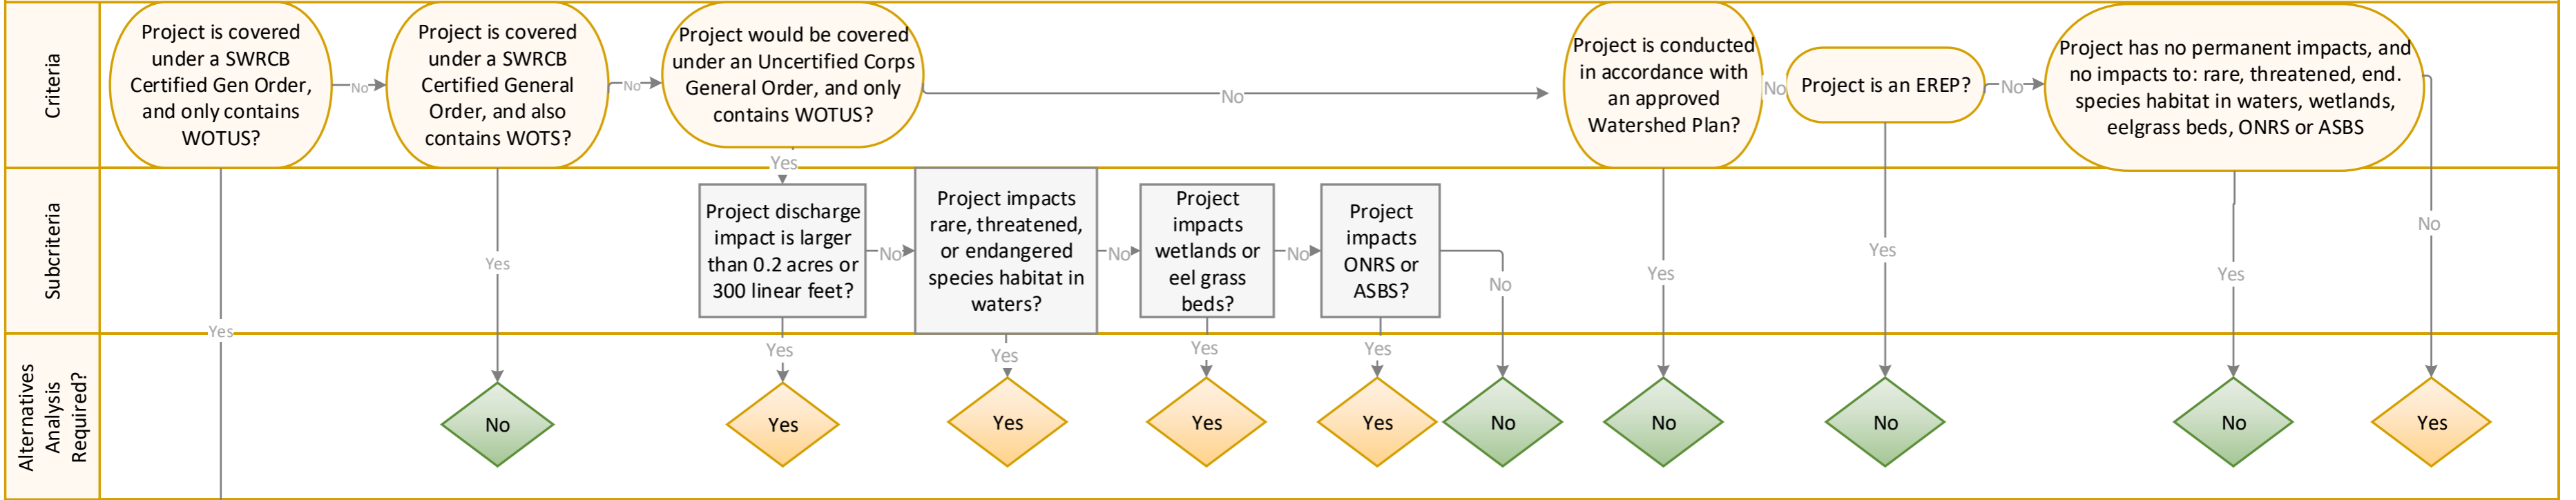 Criteria
Project is covered
under a SWRCB
Certified Gen Order,
and only contains
WOTUS?
No
Project is covered
under a SWRCB
Certified General
Order, and also
contains WOTS?
No
Project would be covered
under an Uncertified Corps
General Order, and only
contains WOTUS?
No
Project is conducted
in accordance with
an approved
Watershed Plan?
No
Project is an EREP?
No
Project has no permanent impacts, and
no impacts to: rare, threatened, end.
species habitat in waters, wetlands,
eelgrass beds, ONRS or ASBS
Yes
Subcriteria
Yes
Yes
Project discharge
impact is larger
than 0.2 acres or
300 linear feet?
No
Project impacts
rare, threatened,
or endangered
species habitat in
waters?
No
Project
impacts
wetlands or
eel grass
beds?
No
Project
impacts
ONRS or
ASBS?
No
Yes
Yes
Yes
No
Alternatives
Analysis
Required?
Yes
Yes
Yes
Yes
No
Yes
Yes
Yes
Yes
No
No
No
No
Yes